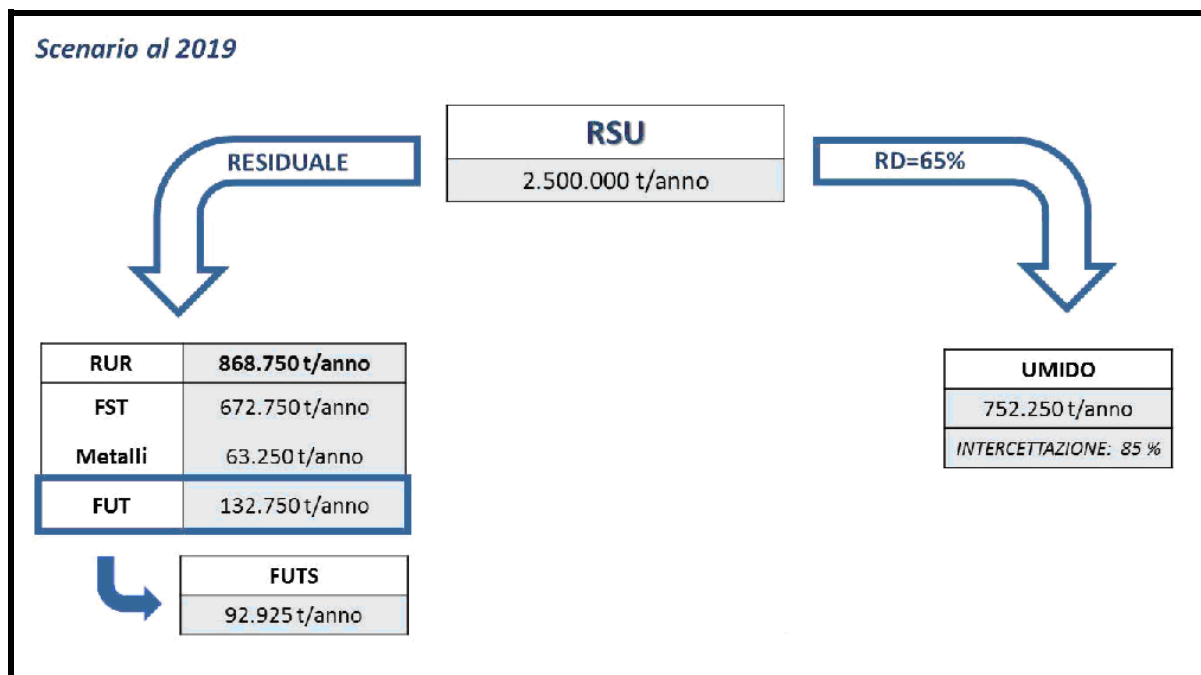 Scenario al 2019
RSU
2.500.000 t/anno
RESIDUALE
RD=65%
RUR 868.750 t/anno
FST 672.750 t/anno
Metalli 63.250 t/anno
FUT 132.750 t/anno
FUTS
92.925 t/anno
UMIDO
752.250 t/anno
INTERCETTAZIONE: 85 %